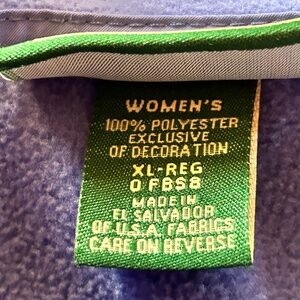 WOMEN'S
100% POLYESTER
EXCLUSIVE
OF DECORATION
XL-REG
0 FBS8
MADE IN
EL SALVADOR
OF U.S.A. FABRICS
CARE ON REVERSE